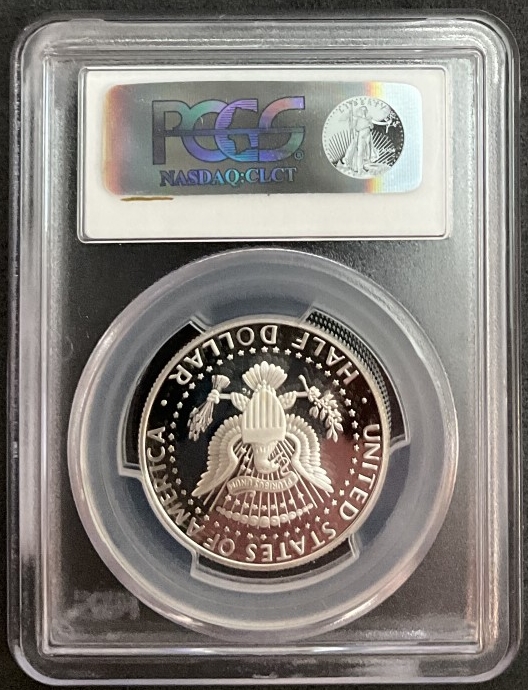 PCGS®
NASDAQ:CLCT
UNITED STATES OF AMERICA
• HALF DOLLAR •
PLURIBUS UNUM